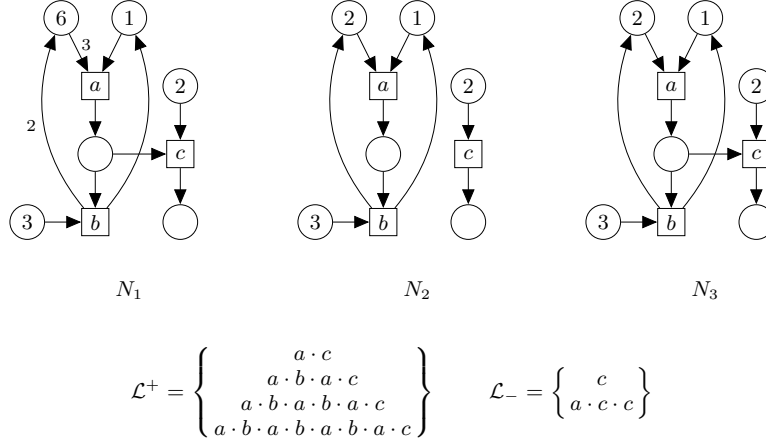 6 1 2 1 2 1
3
a a a
2 2 2
2
c c c
3 b 3 b 3 b
N₁ N₂ N₃
a · c
a · b · a · c
ℒ⁺ = { a · b · a · b · a · c } ℒ₋ = { c
a · c · c }
a · b · a · b · a · b · a · c